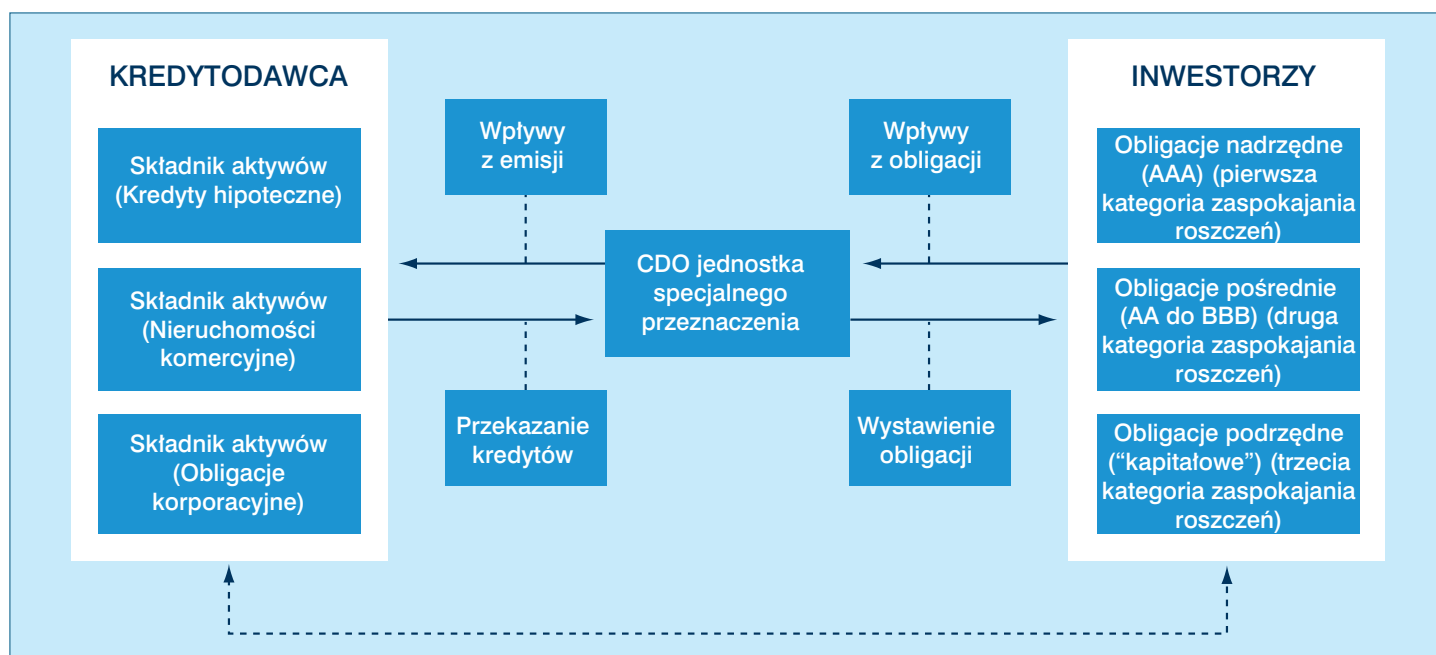 KREDYTODAWCA
Składnik aktywów
(Kredyty hipoteczne)
Składnik aktywów
(Nieruchomości
komercyjne)
Składnik aktywów
(Obligacje
korporacyjne)
Wpływy
z emisji
Przekazanie
kredytów
CDO jednostka
specjalnego
przeznaczenia
Wpływy
z obligacji
Wystawienie
obligacji
INWESTORZY
Obligacje nadrzędne
(AAA) (pierwsza
kategoria zaspokajania
roszczeń)
Obligacje pośrednie
(AA do BBB) (druga
kategoria zaspokajania
roszczeń)
Obligacje podrzędne
(“kapitałowe”) (trzecia
kategoria zaspokajania
roszczeń)